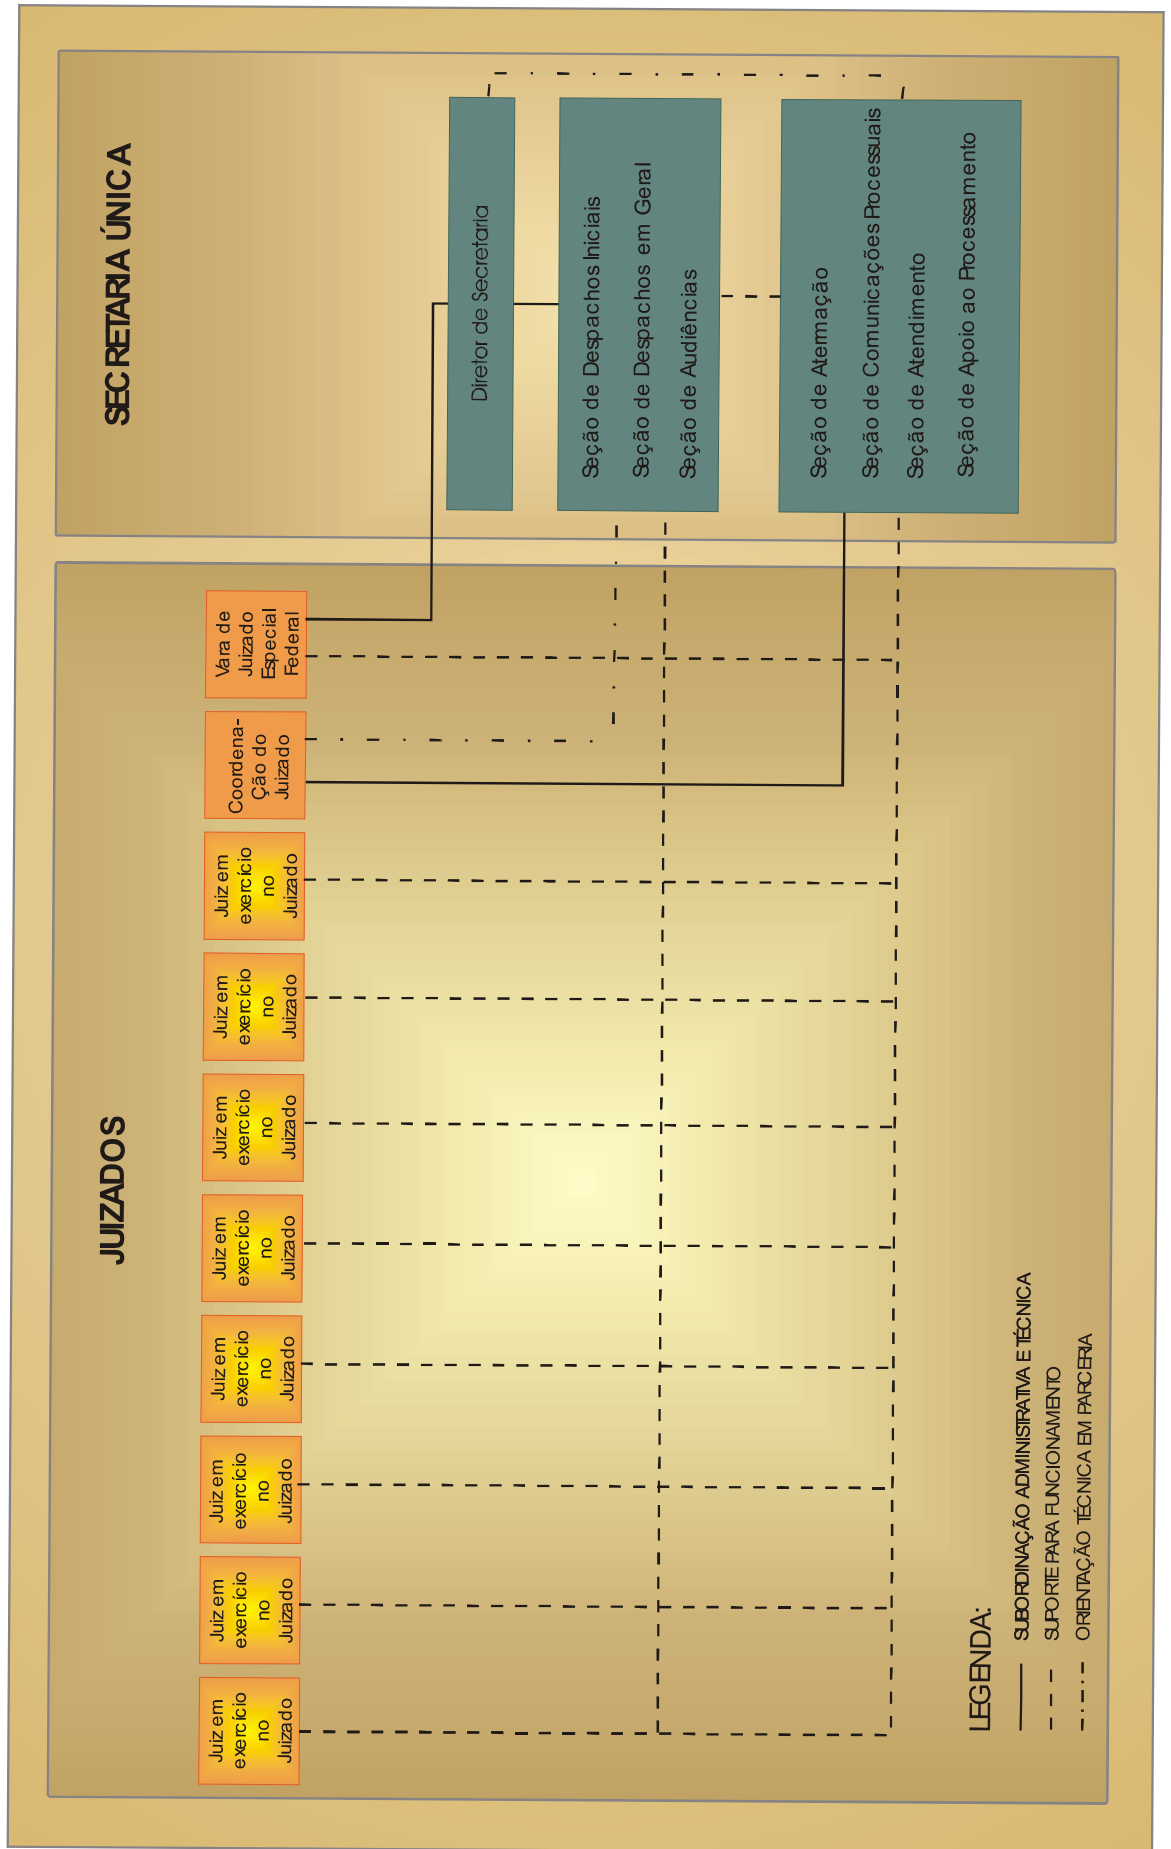 JUIZADOS
SECRETARIA ÚNICA
Juiz em
exercício
no
Juizado
Juiz em
exercício
no
Juizado
Juiz em
exercício
no
Juizado
Juiz em
exercício
no
Juizado
Juiz em
exercício
no
Juizado
Juiz em
exercício
no
Juizado
Juiz em
exercício
no
Juizado
Juiz em
exercício
no
Juizado
Coordena-
Ção do
Juizado
Vara de
Juizado
Especial
Federal
Diretor de Secretaria
Seção de Despachos Iniciais
Seção de Despachos em Geral
Seção de Audiências
Seção de Atermação
Seção de Comunicações Processuais
Seção de Atendimento
Seção de Apoio ao Processamento
LEGENDA:
SUBORDINAÇÃO ADMINISTRATIVA E TÉCNICA
SUPORTE PARA FUNCIONAMENTO
ORIENTAÇÃO TÉCNICA EM PARCERIA